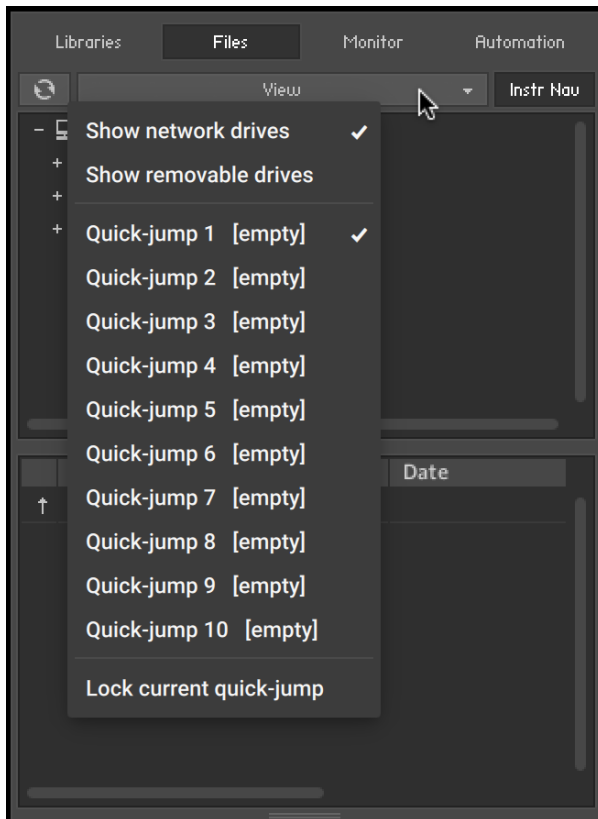 Libraries Files Monitor Automation
View Instr Nav
Show network drives
Show removable drives
Quick-jump 1 [empty]
Quick-jump 2 [empty]
Quick-jump 3 [empty]
Quick-jump 4 [empty]
Quick-jump 5 [empty]
Quick-jump 6 [empty]
Quick-jump 7 [empty]
Quick-jump 8 [empty]
Quick-jump 9 [empty]
Quick-jump 10 [empty]
Date
Lock current quick-jump